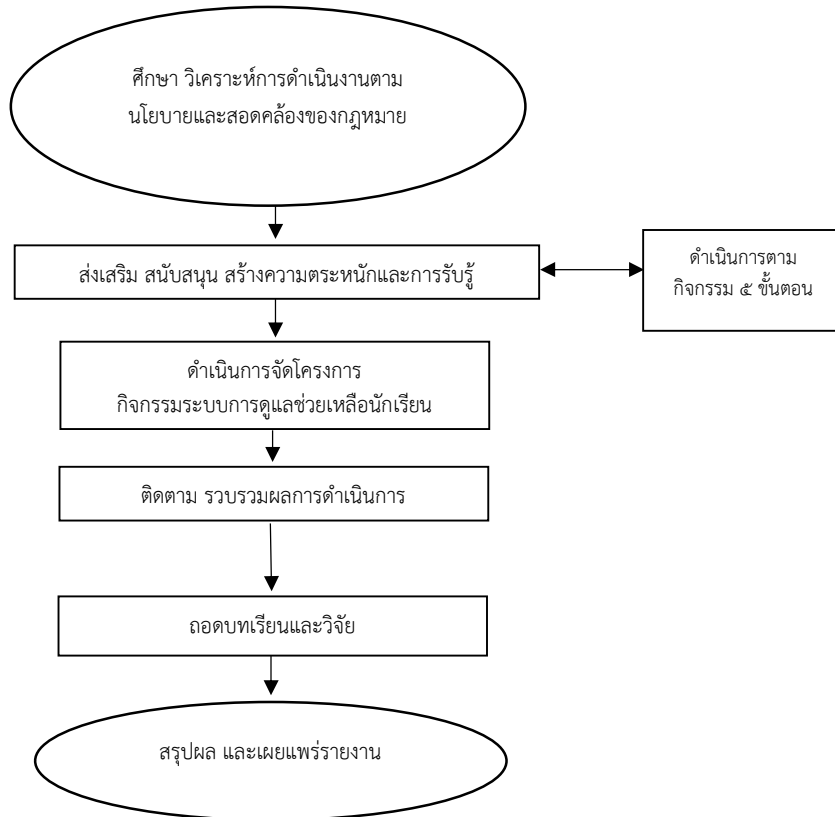 ศึกษา วิเคราะห์การดำเนินงานตาม
นโยบายและสอดคล้องของกฎหมาย
ส่งเสริม สนับสนุน สร้างความตระหนักและการรับรู้
ดำเนินการตาม
กิจกรรม ๕ ขั้นตอน
ดำเนินการจัดโครงการ
กิจกรรมระบบการดูแลช่วยเหลือนักเรียน
ติดตาม รวบรวมผลการดำเนินการ
ถอดบทเรียนและวิจัย
สรุปผล และเผยแพร่รายงาน